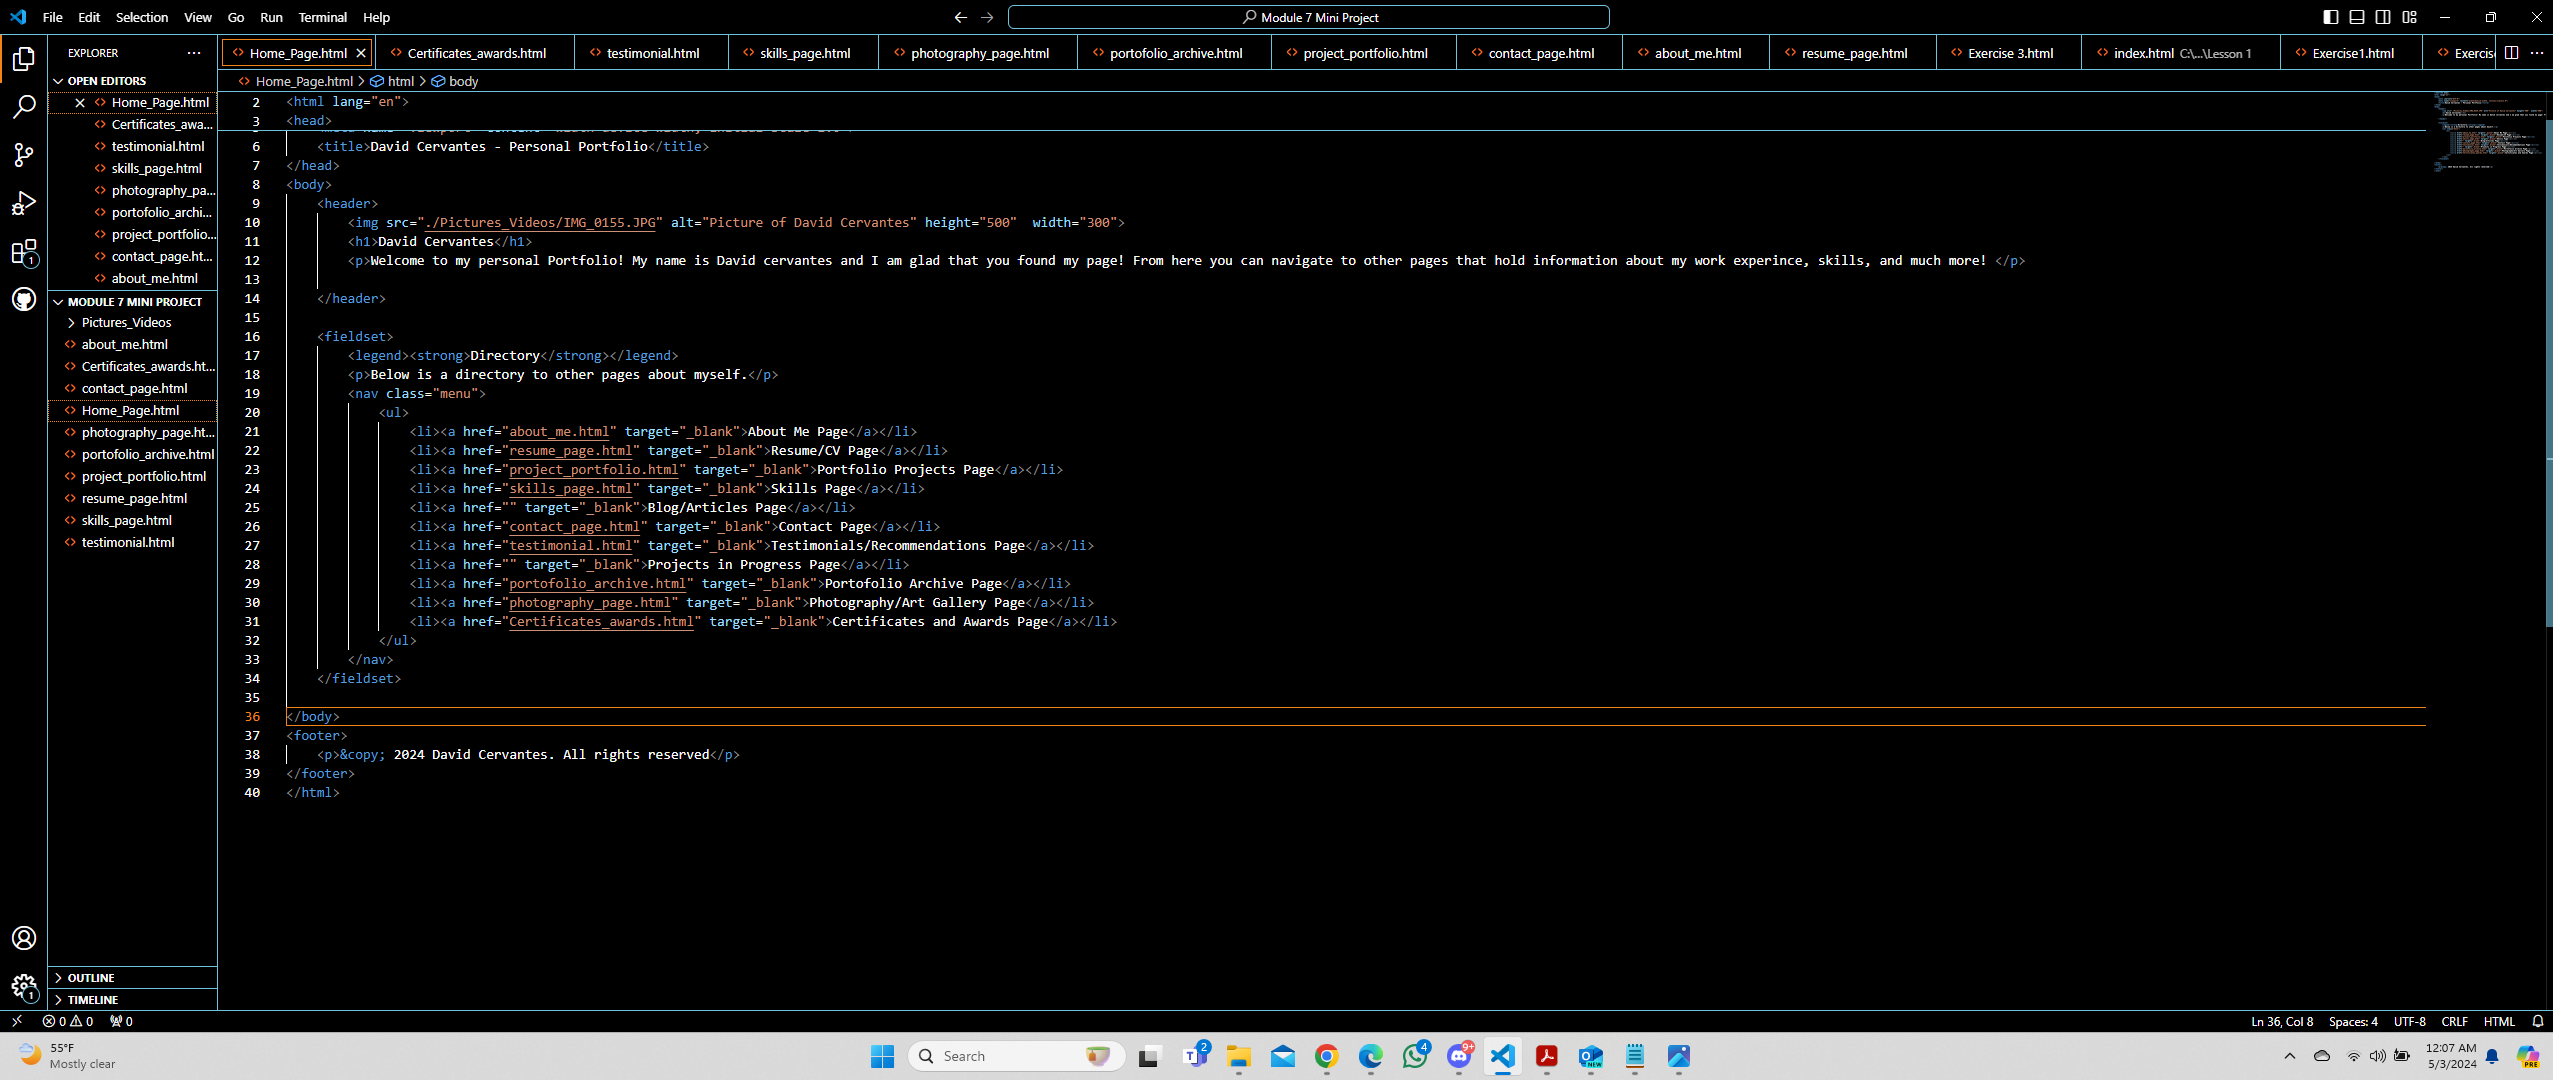 File Edit Selection View Go Run Terminal Help
Module 7 Mini Project
EXPLORER
Home_Page.html Certificates_awards.html testimonial.html skills_page.html photography_page.html portofolio_archive.html project_portfolio.html contact_page.html about_me.html resume_page.html Exercise 3.html index.html C:\...\Lesson 1 Exercise1.html Exercis
OPEN EDITORS
Home_Page.html
Certificates_awa...
testimonial.html
skills_page.html
photography_pa...
portofolio_archi...
project_portfolio...
contact_page.ht...
about_me.html
MODULE 7 MINI PROJECT
Pictures_Videos
about_me.html
Certificates_awards.ht...
contact_page.html
Home_Page.html
photography_page.ht...
portofolio_archive.html
project_portfolio.html
resume_page.html
skills_page.html
testimonial.html
OUTLINE
TIMELINE
Home_Page.html > html > body
2 <html lang="en">
3 <head>
6 <title>David Cervantes - Personal Portfolio</title>
7 </head>
8 <body>
9 <header>
10 <img src="./Pictures_Videos/IMG_0155.JPG" alt="Picture of David Cervantes" height="500"  width="300">
11 <h1>David Cervantes</h1>
12 <p>Welcome to my personal Portfolio! My name is David cervantes and I am glad that you found my page! From here you can navigate to other pages that hold information about my work experince, skills, and much more! </p>
13
14 </header>
15
16 <fieldset>
17 <legend><strong>Directory</strong></legend>
18 <p>Below is a directory to other pages about myself.</p>
19 <nav class="menu">
20 <ul>
21 <li><a href="about_me.html" target="_blank">About Me Page</a></li>
22 <li><a href="resume_page.html" target="_blank">Resume/CV Page</a></li>
23 <li><a href="project_portfolio.html" target="_blank">Portfolio Projects Page</a></li>
24 <li><a href="skills_page.html" target="_blank">Skills Page</a></li>
25 <li><a href="" target="_blank">Blog/Articles Page</a></li>
26 <li><a href="contact_page.html" target="_blank">Contact Page</a></li>
27 <li><a href="testimonial.html" target="_blank">Testimonials/Recommendations Page</a></li>
28 <li><a href="" target="_blank">Projects in Progress Page</a></li>
29 <li><a href="portofolio_archive.html" target="_blank">Portofolio Archive Page</a></li>
30 <li><a href="photography_page.html" target="_blank">Photography/Art Gallery Page</a></li>
31 <li><a href="Certificates_awards.html" target="_blank">Certificates and Awards Page</a></li>
32 </ul>
33 </nav>
34 </fieldset>
35
36 </body>
37 <footer>
38 <p>&copy; 2024 David Cervantes. All rights reserved</p>
39 </footer>
40 </html>
0 0 0
Ln 36, Col 8 Spaces: 4 UTF-8 CRLF HTML
55°F
Mostly clear
Search
2
4
9+
NEW
12:07 AM
5/3/2024
PRE